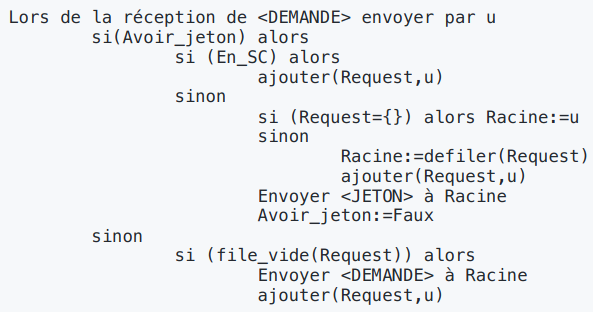 Lors de la réception de <DEMANDE> envoyer par u
si(Avoir_jeton) alors
si (En_SC) alors
ajouter(Request,u)
sinon
si (Request={}) alors Racine:=u
sinon
Racine:=defiler(Request)
ajouter(Request,u)
Envoyer <JETON> à Racine
Avoir_jeton:=Faux
sinon
si (file_vide(Request)) alors
Envoyer <DEMANDE> à Racine
ajouter(Request,u)